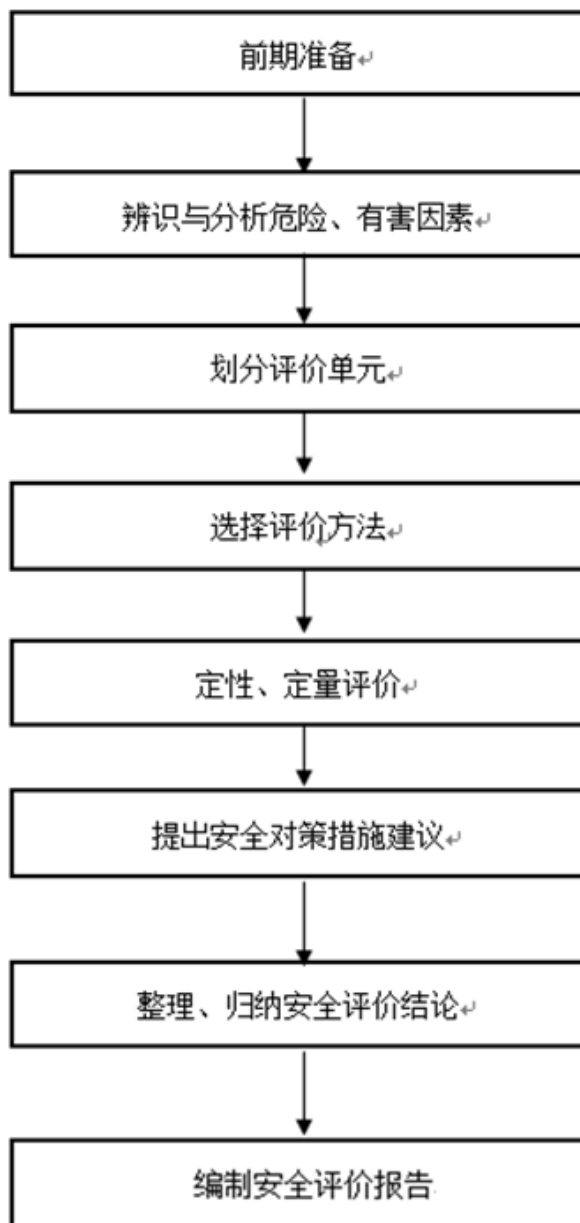 前期准备
辨识与分析危险、有害因素
划分评价单元
选择评价方法
定性、定量评价
提出安全对策措施建议
整理、归纳安全评价结论
编制安全评价报告